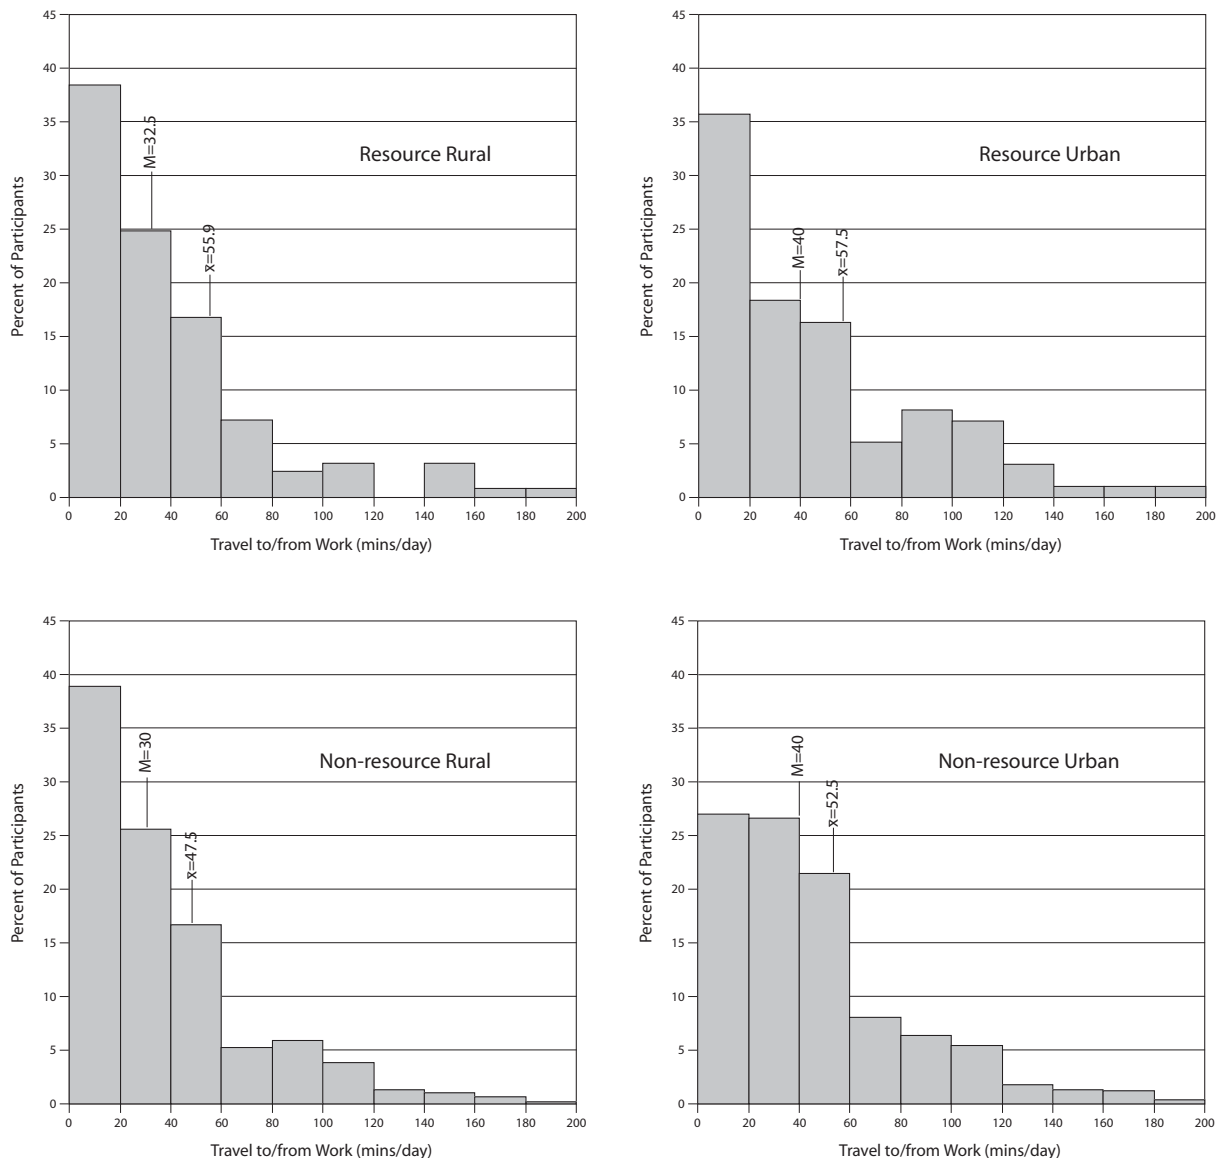 45
40
35
30
25
20
15
10
5
0
Percent of Participants
M=32.5
x̅=55.9
Resource Rural
0 20 40 60 80 100 120 140 160 180 200
Travel to/from Work (mins/day)
45
40
35
30
25
20
15
10
5
0
Percent of Participants
M=40
x̅=57.5
Resource Urban
0 20 40 60 80 100 120 140 160 180 200
Travel to/from Work (mins/day)
45
40
35
30
25
20
15
10
5
0
Percent of Participants
M=30
x̅=47.5
Non-resource Rural
0 20 40 60 80 100 120 140 160 180 200
Travel to/from Work (mins/day)
45
40
35
30
25
20
15
10
5
0
Percent of Participants
M=40
x̅=52.5
Non-resource Urban
0 20 40 60 80 100 120 140 160 180 200
Travel to/from Work (mins/day)